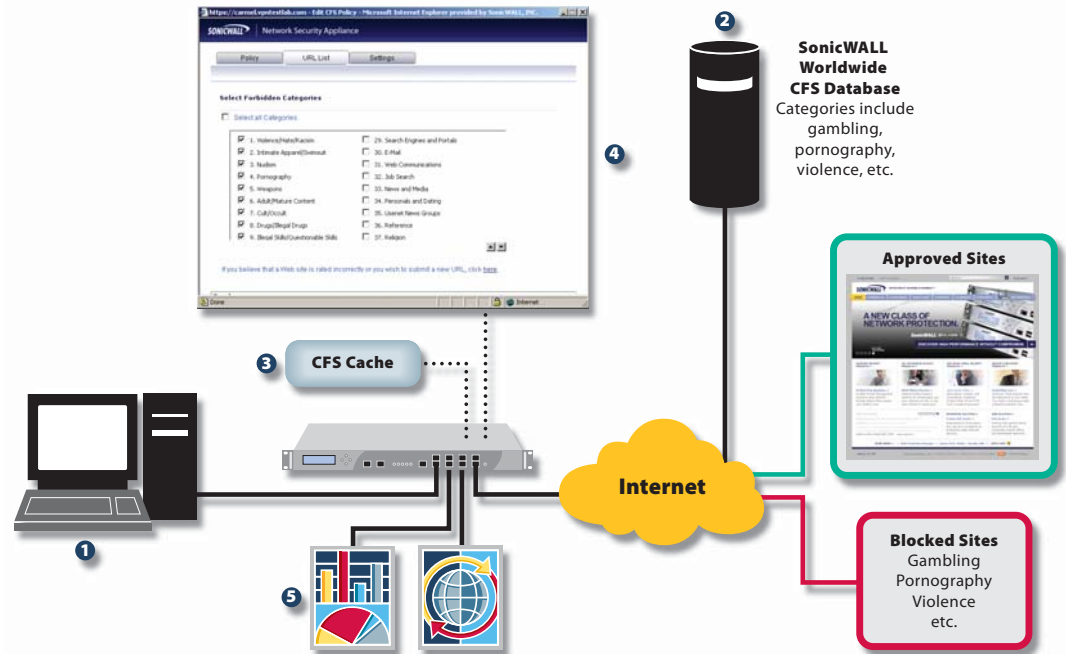 https://carmel.vpntestlab.com - Edit CFS Policy - Microsoft Internet Explorer provided by SonicWALL, INC.
SONICWALL Network Security Appliance
Policy URL List Settings
Select Forbidden Categories
Select all Categories
1. Violence/Hate/Racism
2. Intimate Apparel/Swimsuit
3. Nudism
4. Pornography
5. Weapons
6. Adult/Mature Content
7. Cult/Occult
8. Drugs/Illegal Drugs
9. Illegal Skills/Questionable Skills
29. Search Engines and Portals
30. E-Mail
31. Web Communications
32. Job Search
33. News and Media
34. Personals and Dating
35. Usenet News Groups
36. Reference
37. Religion
If you believe that a Web site is rated incorrectly or you wish to submit a new URL, click here.
Done
Internet
4
2
SonicWALL
Worldwide
CFS Database
Categories include
gambling,
pornography,
violence, etc.
Approved Sites
SONICWALL
A NEW CLASS OF
NETWORK PROTECTION.
3
CFS Cache
1
Internet
5
Blocked Sites
Gambling
Pornography
Violence
etc.